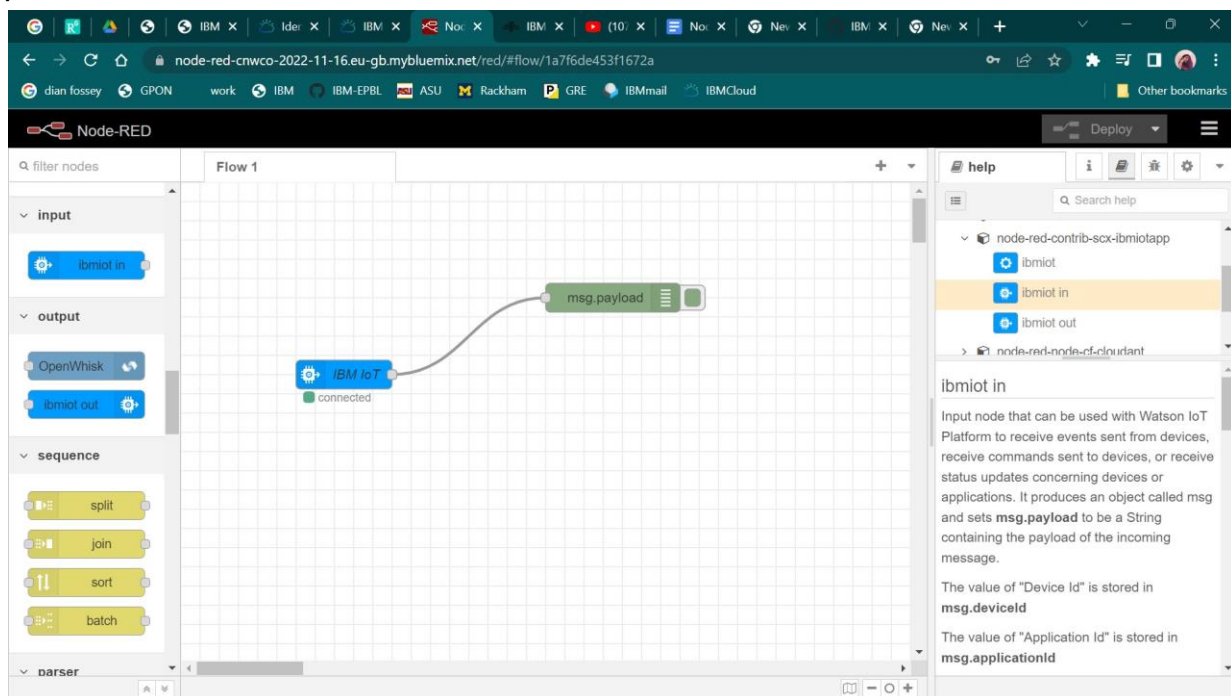 IBM
Ider
IBM
Noc
IBM
(10)
Noc
Nev
IBM
Nev
node-red-cnwco-2022-11-16.eu-gb.mybluemix.net/red/#flow/1a7f6de453f1672a
dian fossey
GPON
work
IBM
IBM-EPBL
ASU
Rackham
GRE
IBMmail
IBMCloud
Other bookmarks
Node-RED
Deploy
filter nodes
Flow 1
help
i
Search help
input
ibmiot in
output
OpenWhisk
ibmiot out
sequence
split
join
sort
batch
parser
msg.payload
IBM IoT
connected
node-red-contrib-scx-ibmiotapp
ibmiot
ibmiot in
ibmiot out
node-red-node-cf-cloudant
ibmiot in
Input node that can be used with Watson IoT
Platform to receive events sent from devices,
receive commands sent to devices, or receive
status updates concerning devices or
applications. It produces an object called msg
and sets msg.payload to be a String
containing the payload of the incoming
message.
The value of "Device Id" is stored in
msg.deviceId
The value of "Application Id" is stored in
msg.applicationId